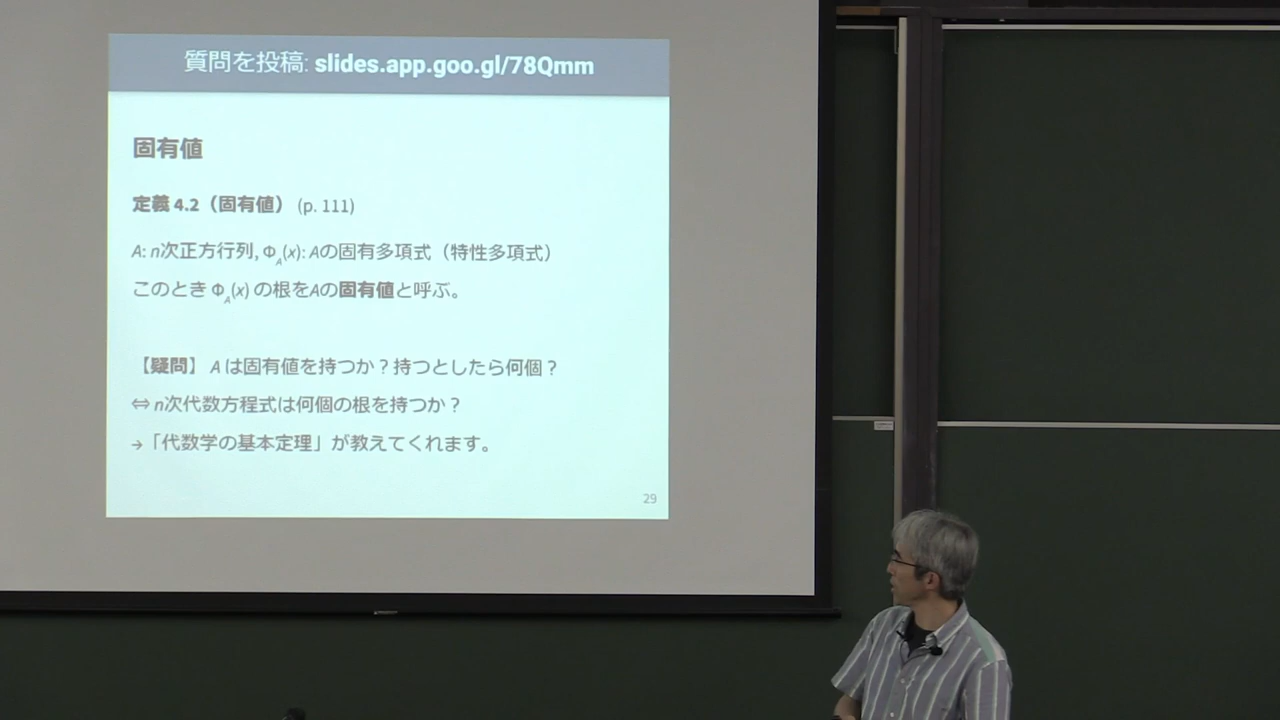 質問を投稿: slides.app.goo.gl/78Qmm
固有値
定義 4.2（固有値） (p. 111)
A: n次正方行列, Φ_A(x): Aの固有多項式（特性多項式）
このとき Φ_A(x) の根をAの固有値と呼ぶ。
【疑問】 A は固有値を持つか？持つとしたら何個？
⇔ n次代数方程式は何個の根を持つか？
→「代数学の基本定理」が教えてくれます。
29